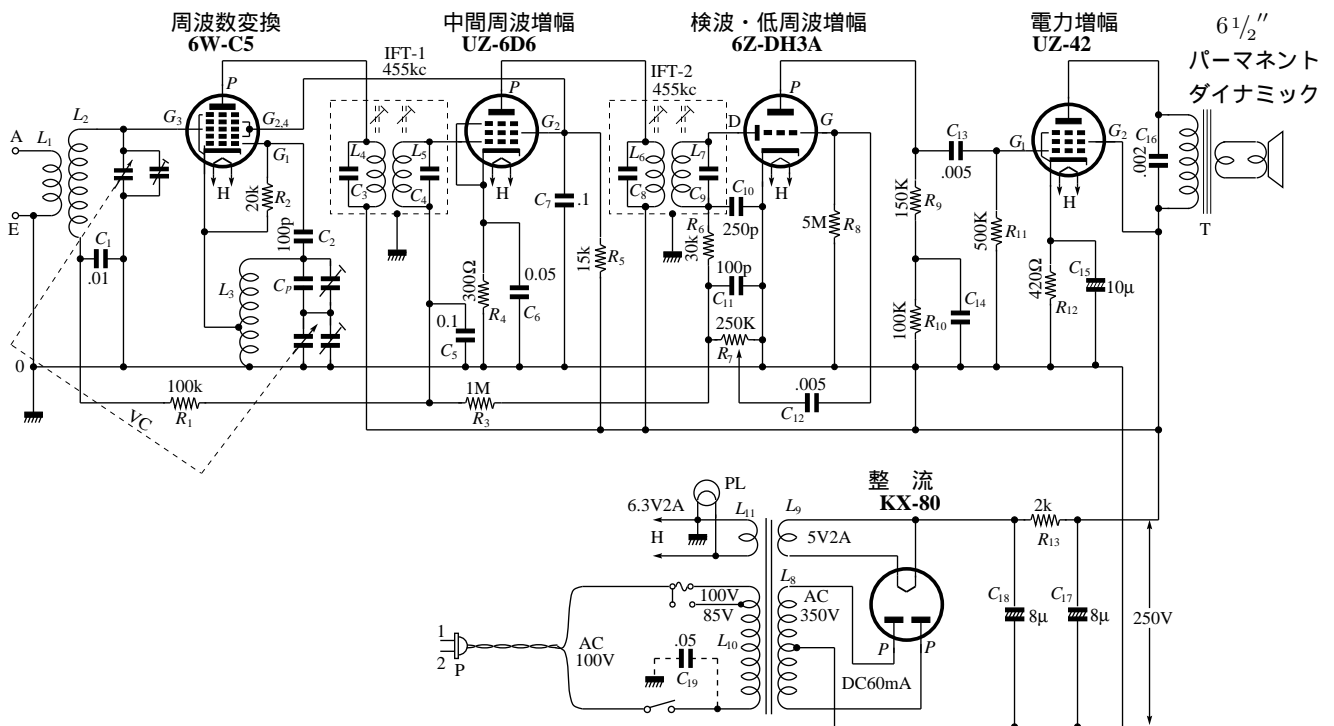 周波数変換
6W-C5
中間周波増幅
UZ-6D6
検波・低周波増幅
6Z-DH3A
電力増幅
UZ-42
6 1/2″
パーマネント
ダイナミック
IFT-1
455kc
IFT-2
455kc
P
P
P
P
A
L1
L2
G3
G2,4
G1
H
20k
R2
100p
C2
E
C1
.01
L3
Cp
0
VC
100k
R1
L4
L5
C3
C4
G2
H
C7
.1
300Ω
R4
0.05
C6
0.1
C5
15k
R5
1M
R3
L6
L7
C8
C9
D
G
H
C10
250p
R6
30k
100p
C11
250K
R7
5M
R8
.005
C12
C13
.005
150K
R9
500K
R11
100K
R10
C14
G1
G2
H
420Ω
R12
C15
10μ
C16
.002
T
整 流
KX-80
PL
6.3V2A
H
L11
L9
5V2A
L8
AC
350V
100V
85V
L10
AC
100V
.05
C19
1
2
P
P
P
DC60mA
2k
R13
C18
8μ
C17
8μ
250V